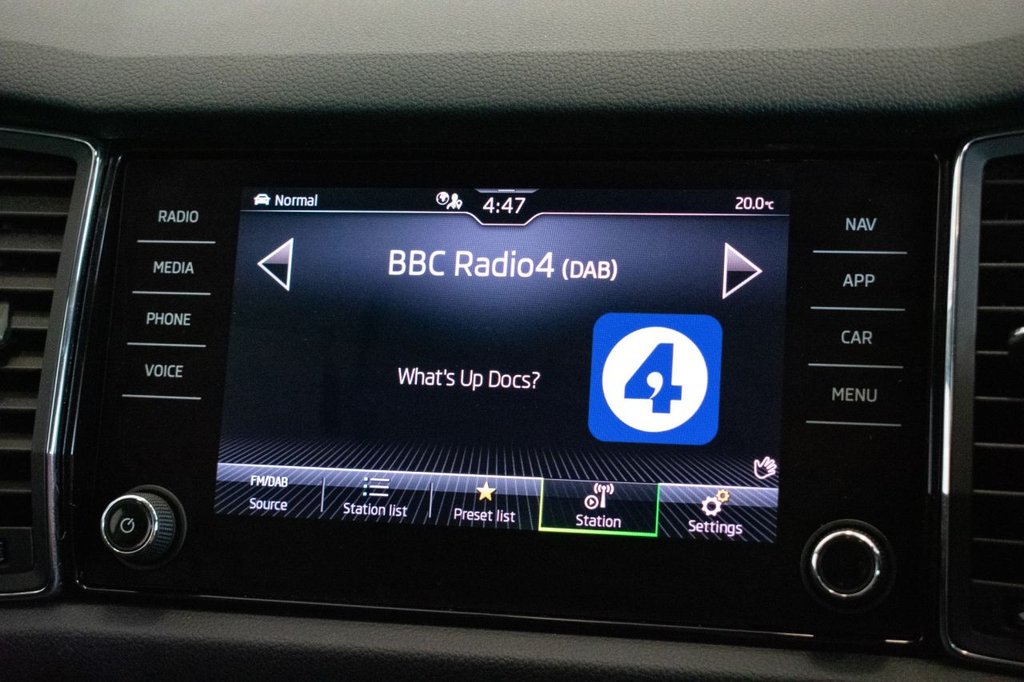 RADIO
MEDIA
PHONE
VOICE
Normal
4:47
20.0°C
BBC Radio4 (DAB)
What's Up Docs?
4
FM/DAB
Source
Station list
Preset list
Station
Settings
NAV
APP
CAR
MENU